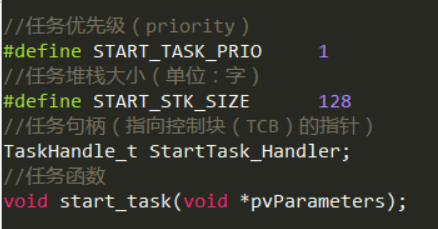 //任务优先级（priority）
#define START_TASK_PRIO     1
//任务堆栈大小（单位：字）
#define START_STK_SIZE      128
//任务句柄（指向控制块（TCB）的指针）
TaskHandle_t StartTask_Handler;
//任务函数
void start_task(void *pvParameters);